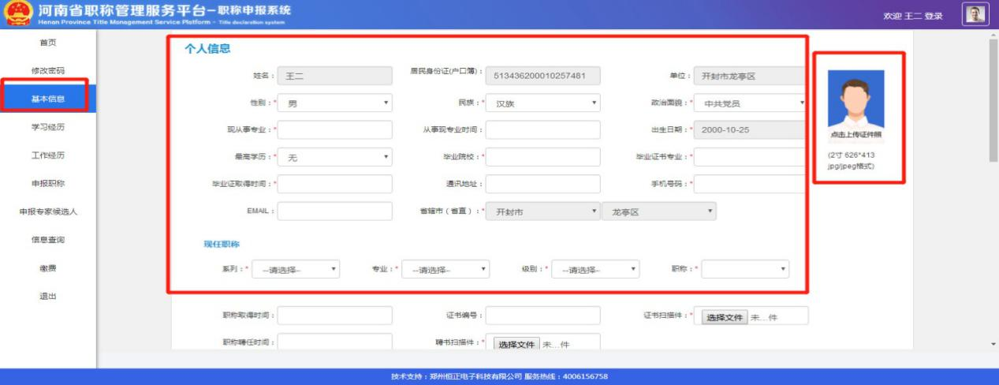 河南省职称管理服务平台-职称申报系统
Henan Province Title Management Service Platform - Title declaration system
欢迎 王二 登录
首页
修改密码
基本信息
学习经历
工作经历
申报职称
申报专家候选人
信息查询
缴费
退出
个人信息
姓名： 王二 居民身份证(户口簿)： 513436200010257481 单位： 开封市龙亭区
性别：* 男 民族：* 汉族 政治面貌：* 中共党员
现从事专业：* 从事现专业时间： 出生日期：* 2000-10-25
最高学历：* 无 毕业院校：* 毕业证书专业：*
毕业证取得时间：* 通讯地址： 手机号码：*
EMAIL： 省辖市（省直）：* 开封市 龙亭区
点击上传证件照
(2寸 626*413
jpg/jpeg格式)
现任职称
系列：* --请选择-- 专业：* --请选择-- 级别：* --请选择-- 职称：*
职称取得时间： 证书编号： 证书扫描件：* 选择文件 未...件
职称聘任时间： 聘书扫描件：* 选择文件 未...件
技术支持：郑州恒正电子科技有限公司 服务热线：4006156758